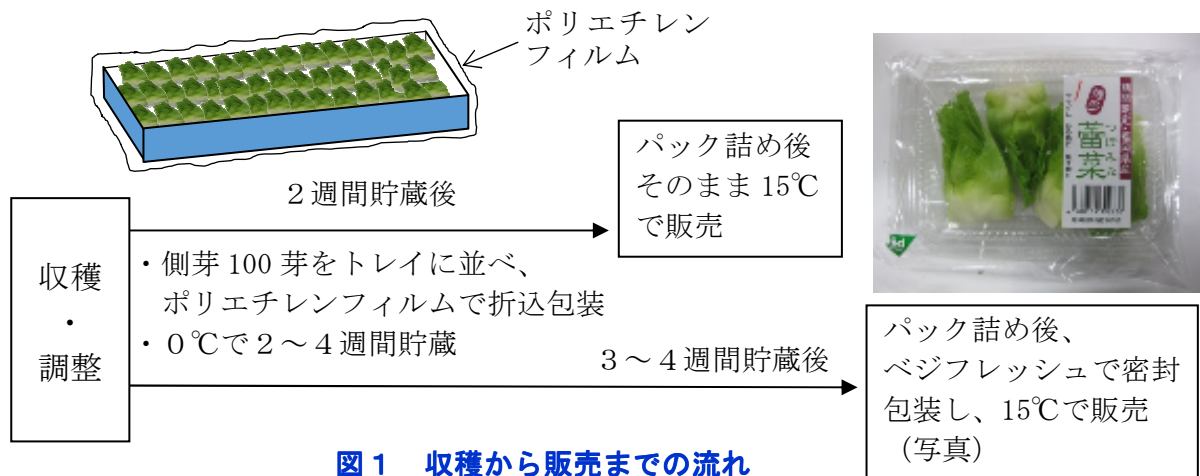 ポリエチレン
フィルム
パック詰め後
そのまま 15℃
で販売
２週間貯蔵後
収穫
・
調整
・側芽 100 芽をトレイに並べ、
ポリエチレンフィルムで折込包装
・０℃で２～４週間貯蔵
３～４週間貯蔵後
パック詰め後、
ベジフレッシュで密封
包装し、15℃で販売
（写真）
蕾菜
つぼみな
図１　収穫から販売までの流れ